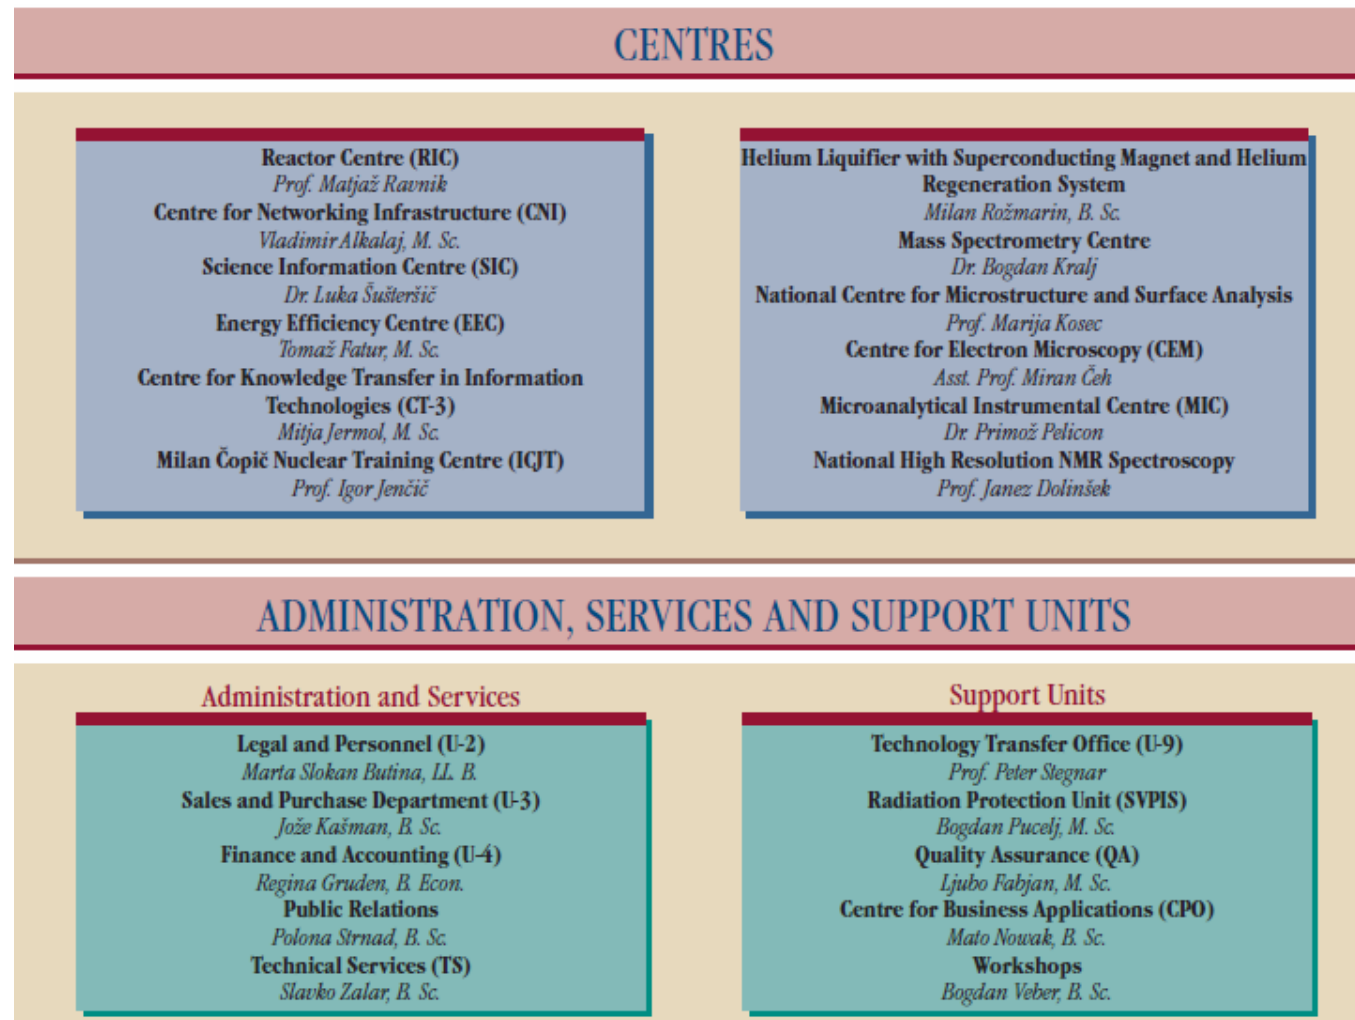 CENTRES
Reactor Centre (RIC)
Prof. Matjaž Ravnik
Centre for Networking Infrastructure (CNI)
Vladimir Alkalaj, M. Sc.
Science Information Centre (SIC)
Dr. Luka Šušteršič
Energy Efficiency Centre (EEC)
Tomaž Fatur, M. Sc.
Centre for Knowledge Transfer in Information
Technologies (CT-3)
Mitja Jermol, M. Sc.
Milan Čopič Nuclear Training Centre (ICJT)
Prof. Igor Jenčič
Helium Liquifier with Superconducting Magnet and Helium
Regeneration System
Milan Rožmarin, B. Sc.
Mass Spectrometry Centre
Dr. Bogdan Kralj
National Centre for Microstructure and Surface Analysis
Prof. Marija Kosec
Centre for Electron Microscopy (CEM)
Asst. Prof. Miran Čeh
Microanalytical Instrumental Centre (MIC)
Dr. Primož Pelicon
National High Resolution NMR Spectroscopy
Prof. Janez Dolinšek
ADMINISTRATION, SERVICES AND SUPPORT UNITS
Administration and Services
Legal and Personnel (U-2)
Marta Slokan Butina, LL. B.
Sales and Purchase Department (U-3)
Jože Kašman, B. Sc.
Finance and Accounting (U-4)
Regina Gruden, B. Econ.
Public Relations
Polona Strnad, B. Sc.
Technical Services (TS)
Slavko Zalar, B. Sc.
Support Units
Technology Transfer Office (U-9)
Prof. Peter Stegnar
Radiation Protection Unit (SVPIS)
Bogdan Pucelj, M. Sc.
Quality Assurance (QA)
Ljubo Fabjan, M. Sc.
Centre for Business Applications (CPO)
Mato Nowak, B. Sc.
Workshops
Bogdan Veber, B. Sc.